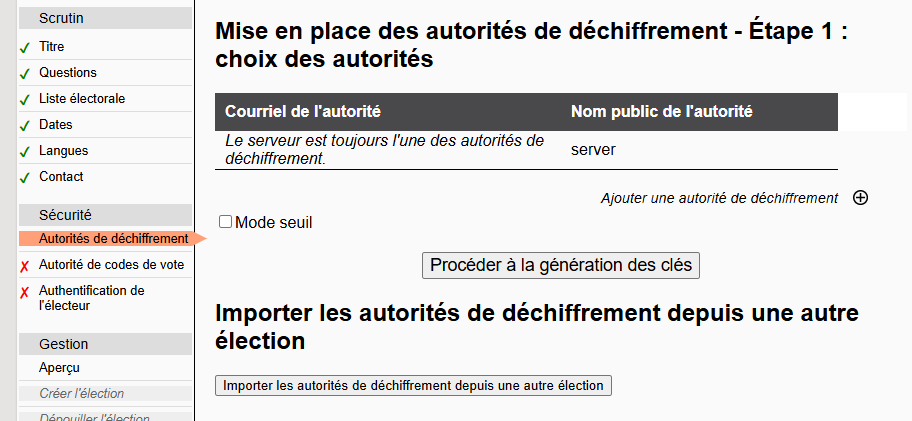 Scrutin
Titre
Questions
Liste électorale
Dates
Langues
Contact
Sécurité
Autorités de déchiffrement
Autorité de codes de vote
Authentification de
l'électeur
Gestion
Aperçu
Créer l'élection
Dépouiller l'élection
Mise en place des autorités de déchiffrement - Étape 1 :
choix des autorités
Courriel de l'autorité
Nom public de l'autorité
Le serveur est toujours l'une des autorités de
déchiffrement.
server
Ajouter une autorité de déchiffrement
Mode seuil
Procéder à la génération des clés
Importer les autorités de déchiffrement depuis une autre
élection
Importer les autorités de déchiffrement depuis une autre élection